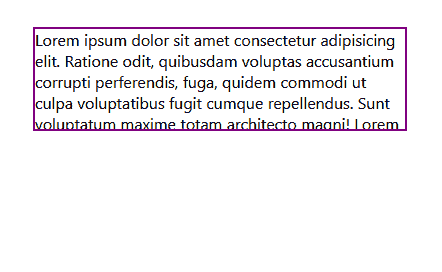 Lorem ipsum dolor sit amet consectetur adipisicing
elit. Ratione odit, quibusdam voluptas accusantium
corrupti perferendis, fuga, quidem commodi ut
culpa voluptatibus fugit cumque repellendus. Sunt
voluptatum maxime totam architecto magni! Lorem